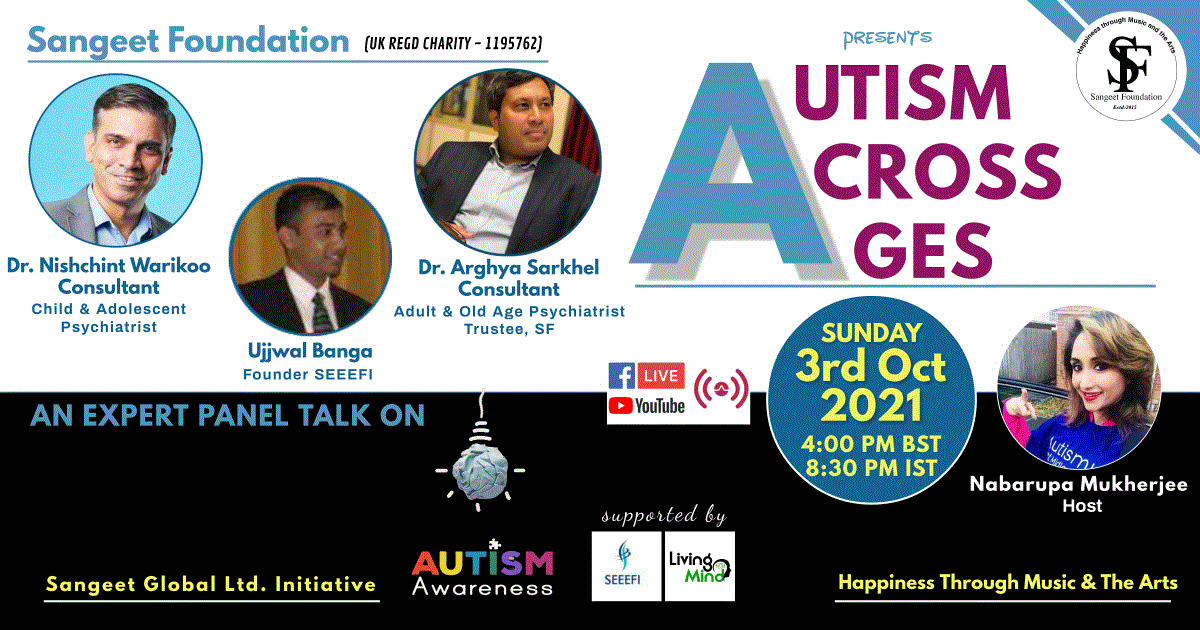 Sangeet Foundation (UK REGD CHARITY - 1195762)
PRESENTS
Happiness through Music and the Arts
SF
Sangeet Foundation
Estd.2015
AUTISM
ACROSS
AGES
Dr. Nishchint Warikoo
Consultant
Child & Adolescent
Psychiatrist
Ujjwal Banga
Founder SEEEFI
Dr. Arghya Sarkhel
Consultant
Adult & Old Age Psychiatrist
Trustee, SF
AN EXPERT PANEL TALK ON
f LIVE
YouTube
SUNDAY
3rd Oct
2021
4:00 PM BST
8:30 PM IST
Autism
Nabarupa Mukherjee
Host
AUTISM
Awareness
supported by
SEEEFI
Living
Mind
Sangeet Global Ltd. Initiative
Happiness Through Music & The Arts